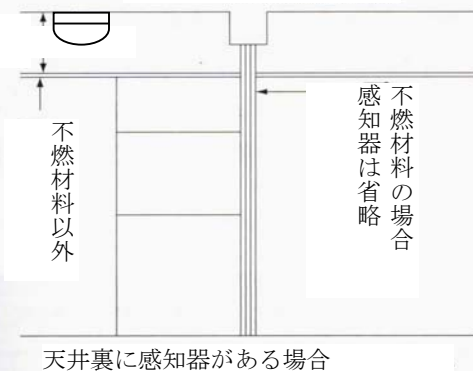 不燃材料の場合
感知器は省略
不燃材料以外
天井裏に感知器がある場合